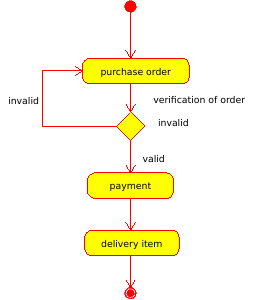 purchase order
verification of order
invalid
invalid
valid
payment
delivery item